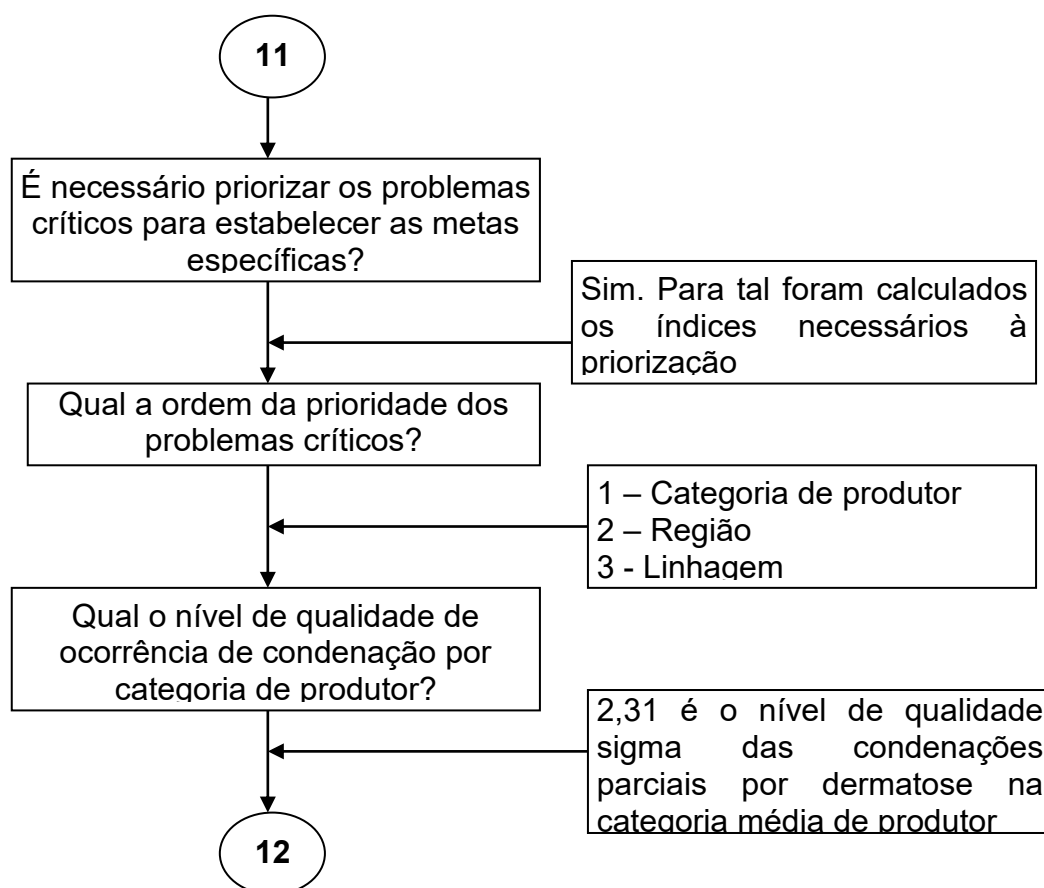 11
É necessário priorizar os problemas
críticos para estabelecer as metas
específicas?
Sim. Para tal foram calculados
os índices necessários à
priorização
Qual a ordem da prioridade dos
problemas críticos?
1 – Categoria de produtor
2 – Região
3 - Linhagem
Qual o nível de qualidade de
ocorrência de condenação por
categoria de produtor?
2,31 é o nível de qualidade
sigma das condenações
parciais por dermatose na
categoria média de produtor
12